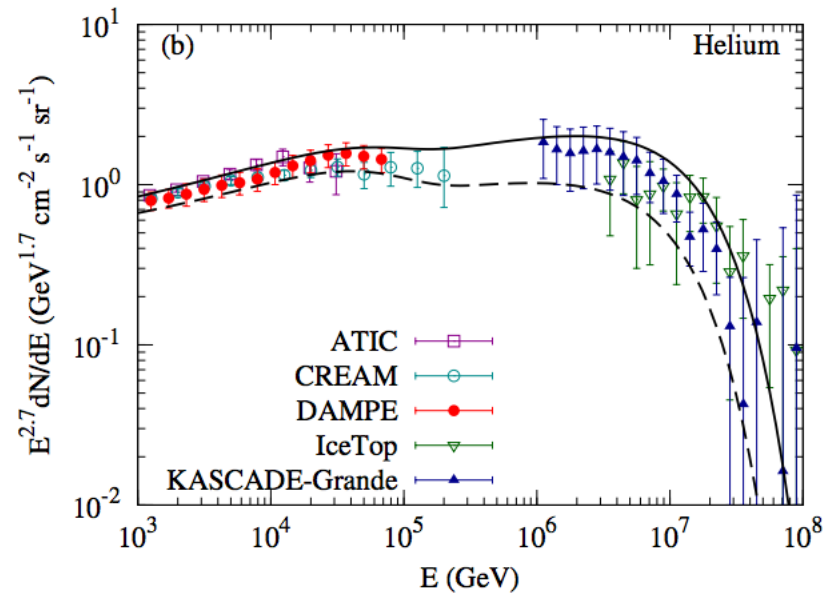 10^1
(b)
Helium
10^0
10^-1
10^-2
E^2.7 dN/dE (GeV^1.7 cm^-2 s^-1 sr^-1)
ATIC
CREAM
DAMPE
IceTop
KASCADE-Grande
10^3 10^4 10^5 10^6 10^7 10^8
E (GeV)